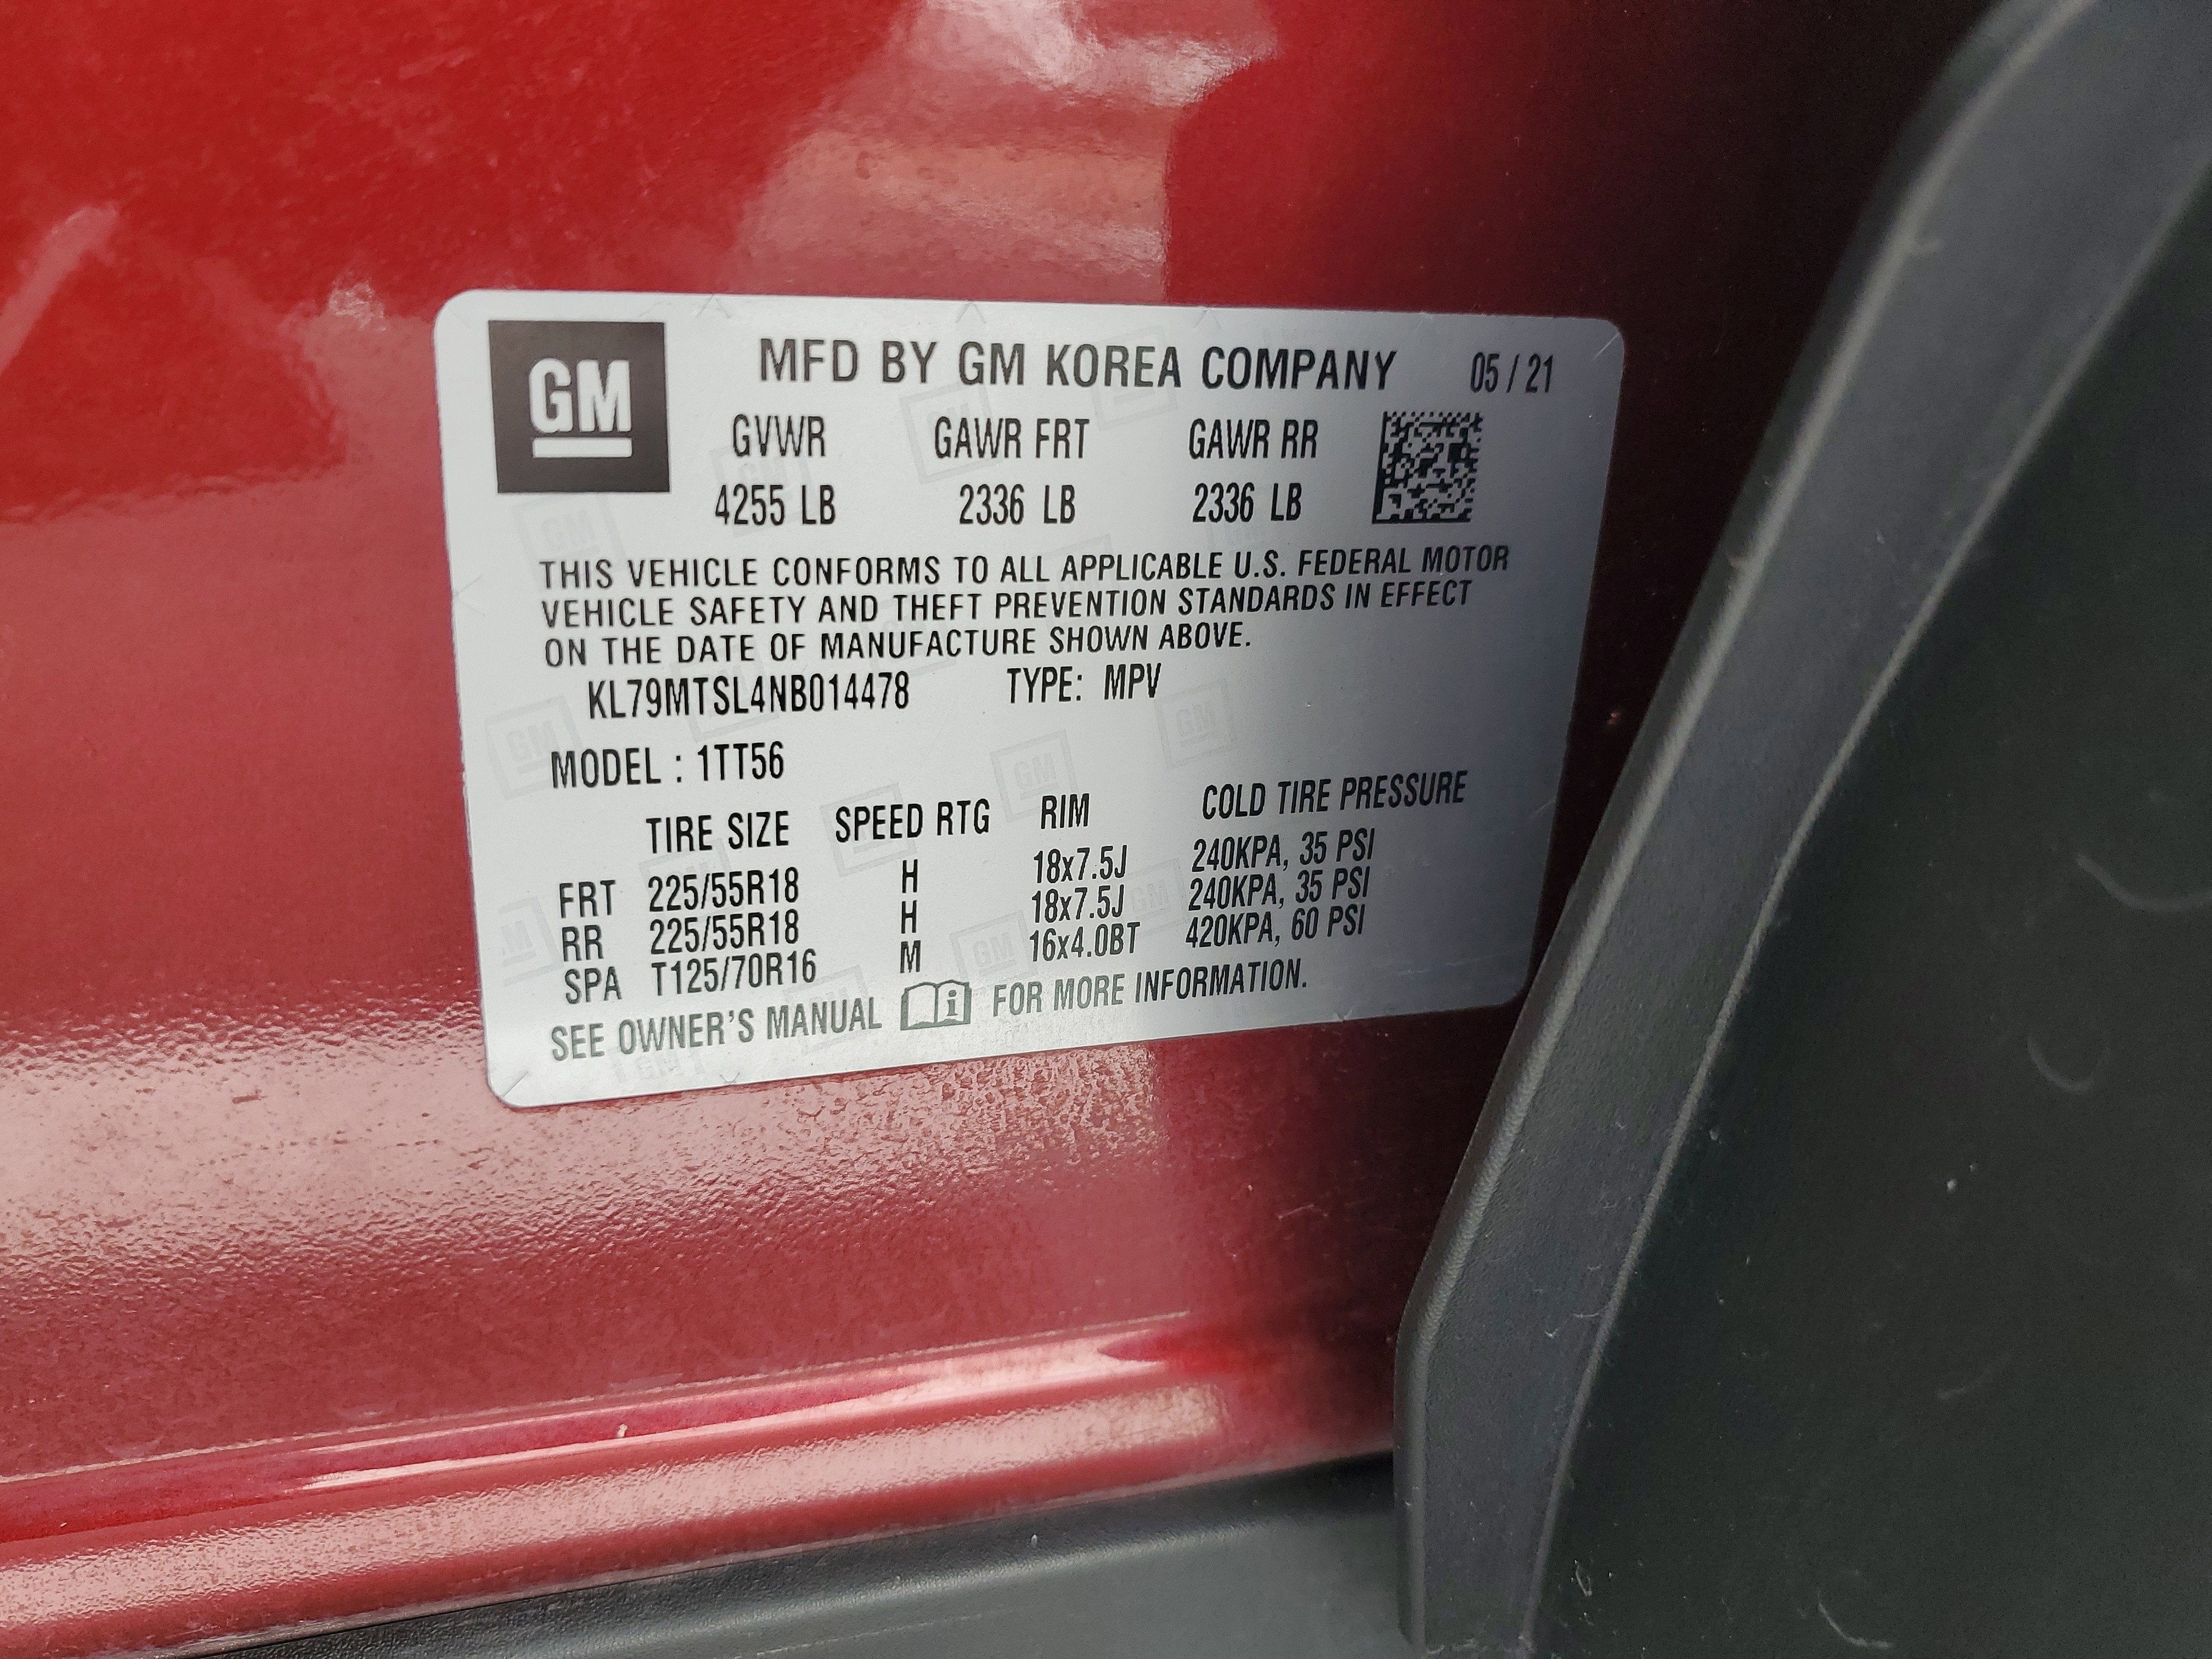 GM
MFD BY GM KOREA COMPANY 05 / 21
GVWR GAWR FRT GAWR RR
4255 LB 2336 LB 2336 LB
THIS VEHICLE CONFORMS TO ALL APPLICABLE U.S. FEDERAL MOTOR
VEHICLE SAFETY AND THEFT PREVENTION STANDARDS IN EFFECT
ON THE DATE OF MANUFACTURE SHOWN ABOVE.
KL79MTSL4NB014478 TYPE: MPV
MODEL : 1TT56
TIRE SIZE SPEED RTG RIM COLD TIRE PRESSURE
FRT 225/55R18 H 18x7.5J 240KPA, 35 PSI
RR 225/55R18 H 18x7.5J 240KPA, 35 PSI
SPA T125/70R16 M 16x4.0BT 420KPA, 60 PSI
SEE OWNER'S MANUAL FOR MORE INFORMATION.